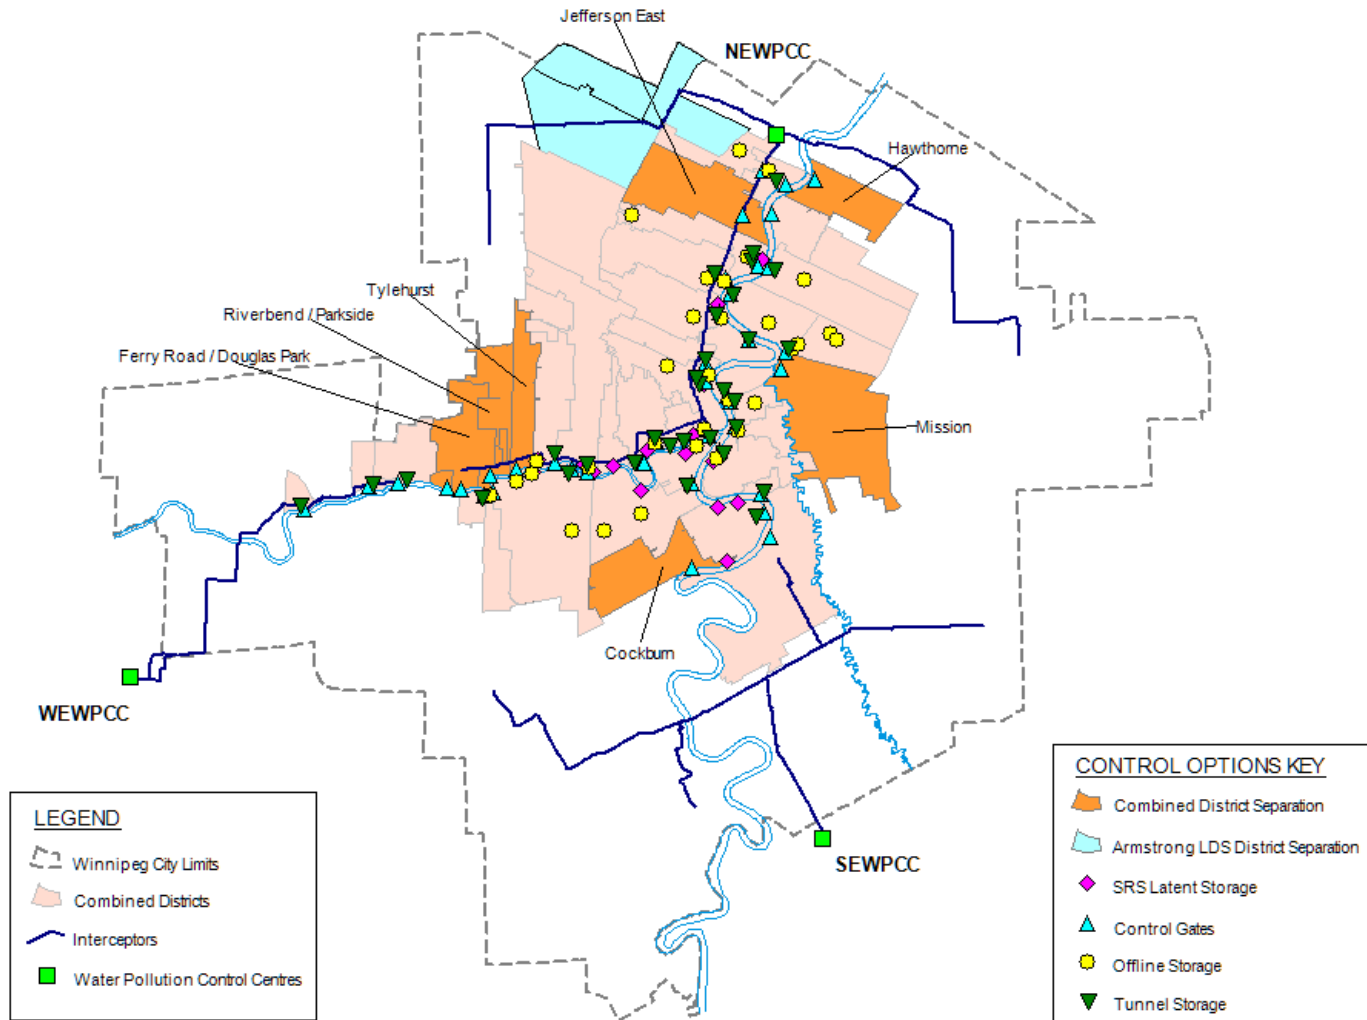 Jefferson East
NEWPCC
Hawthorne
Tylehurst
Riverbend / Parkside
Ferry Road / Douglas Park
Mission
Cockburn
WEWPCC
SEWPCC
LEGEND
Winnipeg City Limits
Combined Districts
Interceptors
Water Pollution Control Centres
CONTROL OPTIONS KEY
Combined District Separation
Armstrong LDS District Separation
SRS Latent Storage
Control Gates
Offline Storage
Tunnel Storage